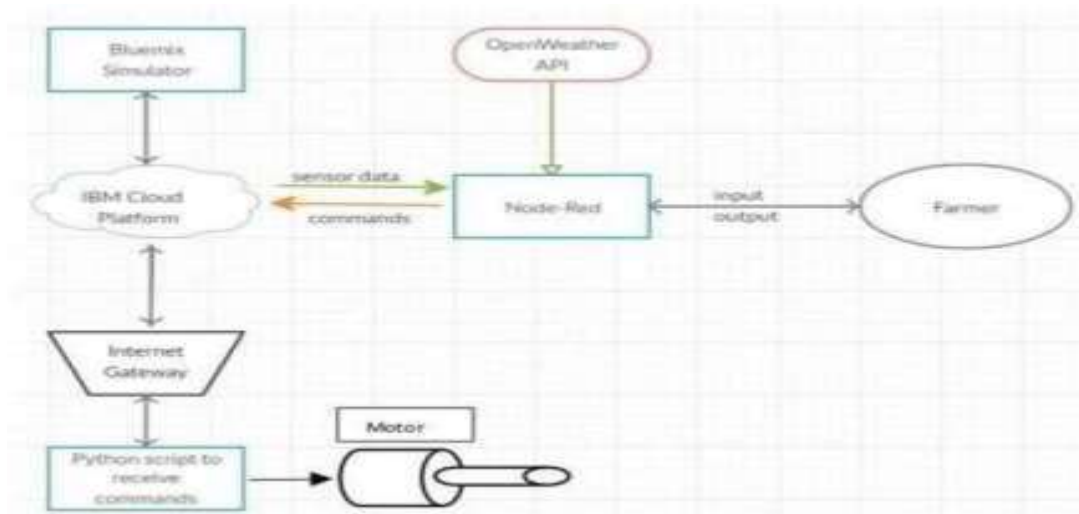 Bluemix
Simulator
OpenWeather
API
IBM Cloud
Platform
sensor data
commands
Node-Red
input
output
Farmer
Internet
Gateway
Motor
Python script to
receive
commands